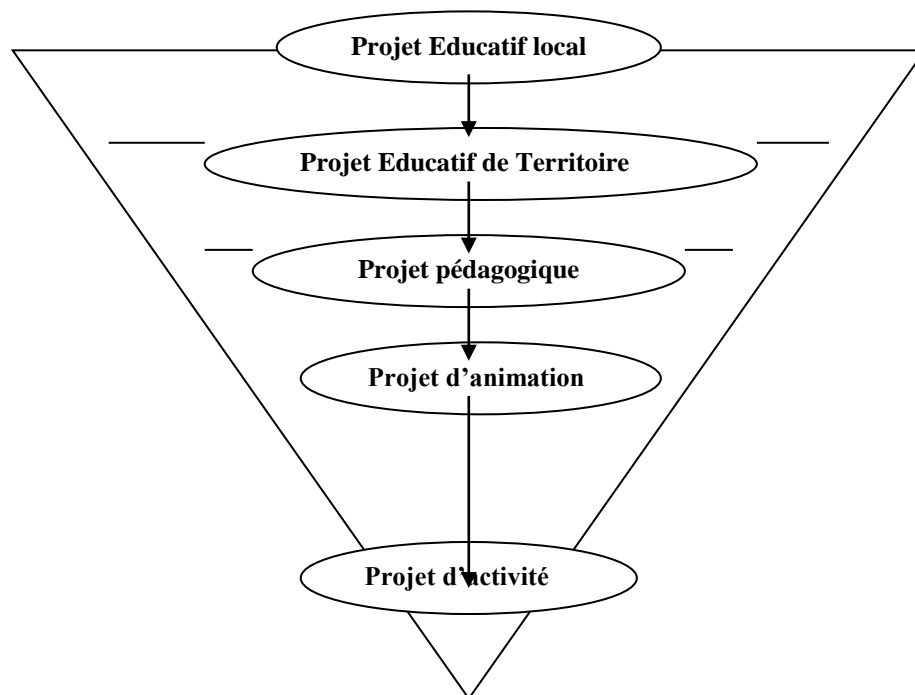 Projet Educatif local
Projet Educatif de Territoire
Projet pédagogique
Projet d’animation
Projet d’activité